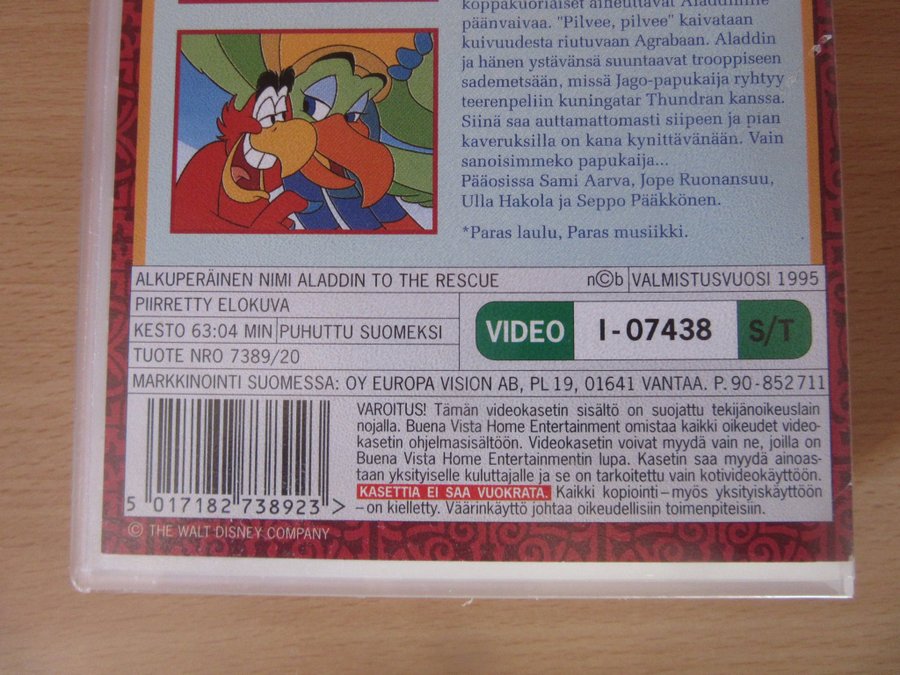 koppakuoriaiset aiheuttavat Aladdinille
päänvaivaa. "Pilvee, pilvee" kaivataan
kuivuudesta riutuvaan Agrabaan. Aladdin
ja hänen ystävänsä suuntaavat trooppiseen
sademetsään, missä Jago-papukaija ryhtyy
teerenpeliin kuningatar Thundran kanssa.
Siinä saa auttamattomasti siipeen ja pian
kaveruksilla on kana kynittävänään. Vain
sanoisimmeko papukaija...
Pääosissa Sami Aarva, Jope Ruonansuu,
Ulla Hakola ja Seppo Pääkkönen.
*Paras laulu, Paras musiikki.
ALKUPERÄINEN NIMI ALADDIN TO THE RESCUE
n©b VALMISTUSVUOSI 1995
PIIRRETTY ELOKUVA
KESTO 63:04 MIN PUHUTTU SUOMEKSI
TUOTE NRO 7389/20
VIDEO I-07438 S/T
MARKKINOINTI SUOMESSA: OY EUROPA VISION AB, PL 19, 01641 VANTAA. P. 90-852711
VAROITUS! Tämän videokasetin sisältö on suojattu tekijänoikeuslain
nojalla. Buena Vista Home Entertainment omistaa kaikki oikeudet video-
kasetin ohjelmasisältöön. Videokasetin voivat myydä vain ne, joilla on
Buena Vista Home Entertainmentin lupa. Kasetin saa myydä ainoas-
taan yksityiselle kuluttajalle ja se on tarkoitettu vain kotivideokäyttöön.
KASETTIA EI SAA VUOKRATA. Kaikki kopiointi – myös yksityiskäyttöön
– on kielletty. Väärinkäyttö johtaa oikeudellisiin toimenpiteisiin.
5 017182 738923 >
© THE WALT DISNEY COMPANY